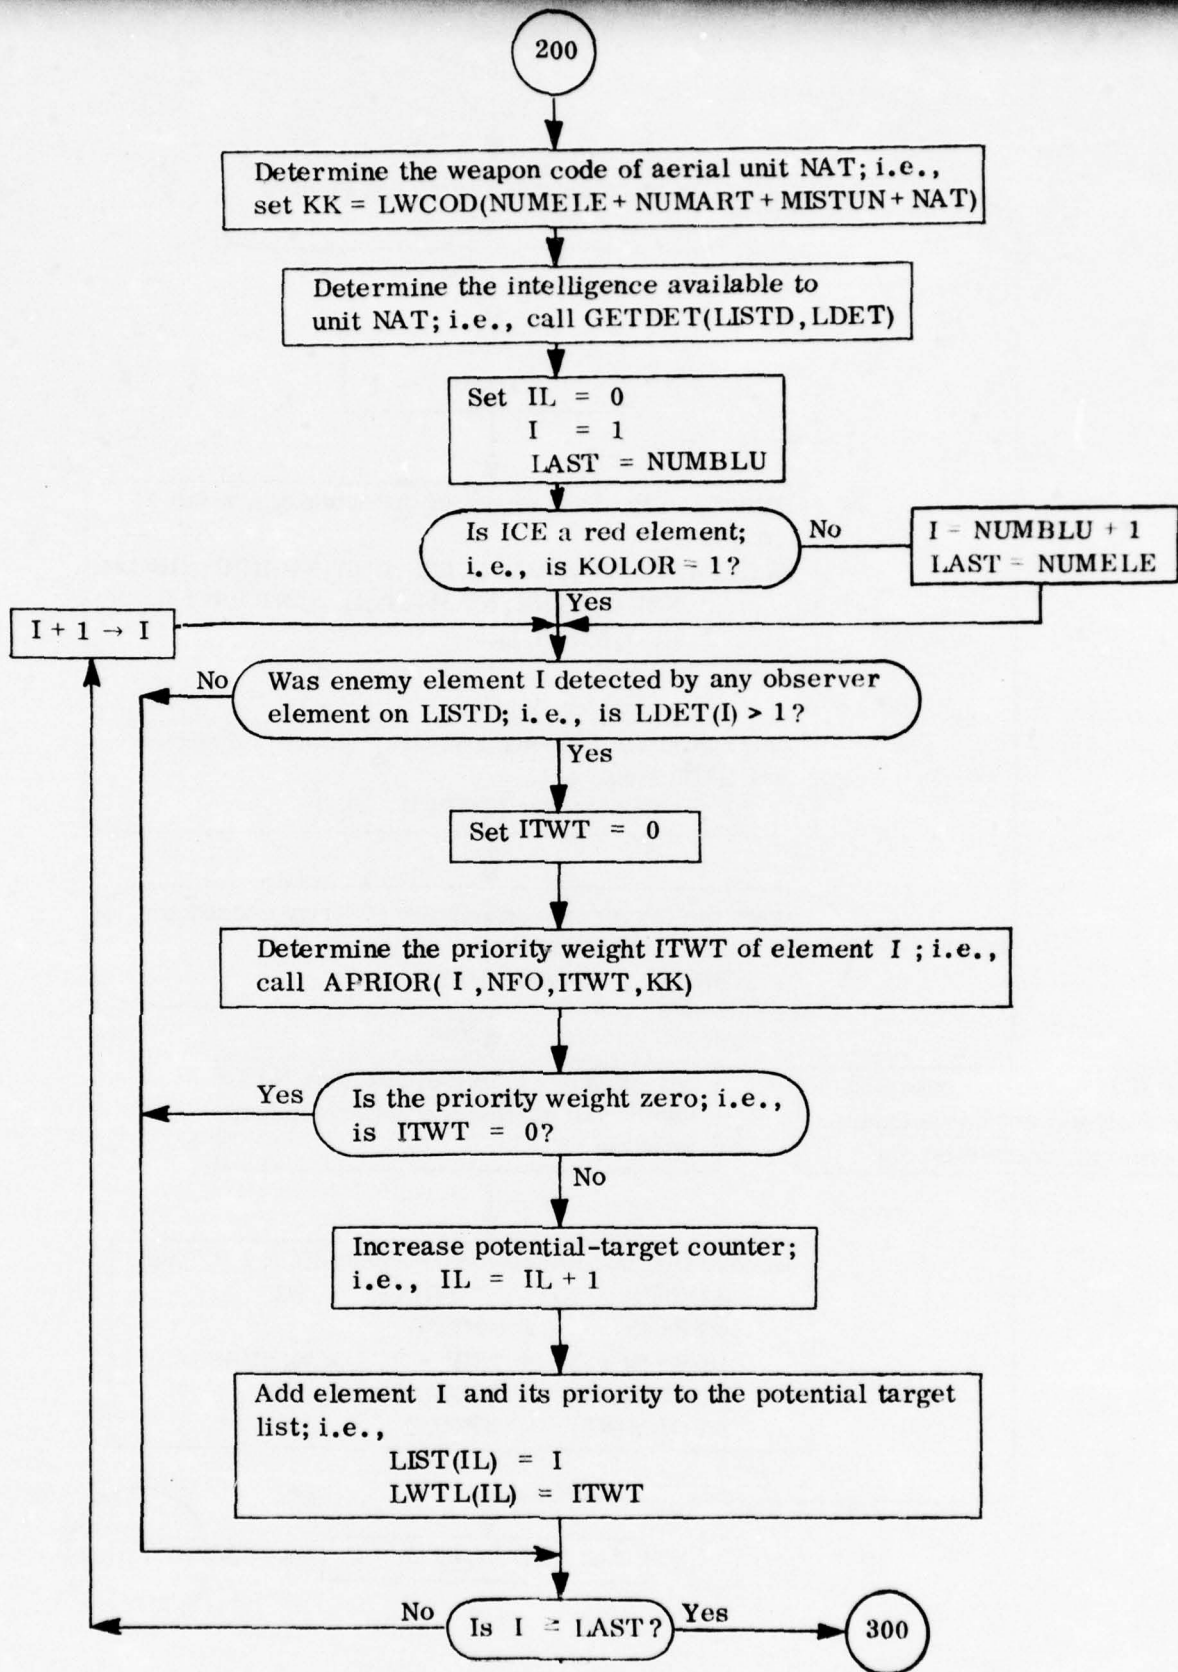 200
Determine the weapon code of aerial unit NAT; i.e.,
set KK = LWCOD(NUMELE + NUMART + MISTUN + NAT)
Determine the intelligence available to
unit NAT; i.e., call GETDET(LISTD, LDET)
Set IL = 0
I = 1
LAST = NUMBLU
Is ICE a red element;
i.e., is KOLOR = 1?
No
I = NUMBLU + 1
LAST = NUMELE
Yes
I + 1 → I
No
Was enemy element I detected by any observer
element on LISTD; i.e., is LDET(I) > 1?
Yes
Set ITWT = 0
Determine the priority weight ITWT of element I ; i.e.,
call APRIOR( I ,NFO,ITWT,KK)
Yes
Is the priority weight zero; i.e.,
is ITWT = 0?
No
Increase potential-target counter;
i.e., IL = IL + 1
Add element I and its priority to the potential target
list; i.e.,
LIST(IL) = I
LWTL(IL) = ITWT
No
Is I ≥ LAST?
Yes
300